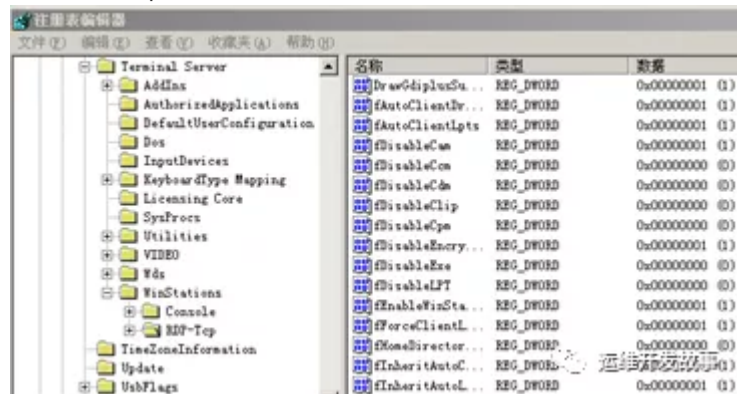 注册表编辑器
文件(F) 编辑(E) 查看(V) 收藏夹(A) 帮助(H)
Terminal Server
AddIns
AuthorizedApplications
DefaultUserConfiguration
Dos
InputDevices
KeyboardType Mapping
Licensing Core
SysProcs
Utilities
VIDEO
Wds
WinStations
Console
RDP-Tcp
TimeZoneInformation
Update
UsbFlags
名称 类型 数据
DrawGdiplusSu... REG_DWORD 0x00000001 (1)
fAutoClientDr... REG_DWORD 0x00000001 (1)
fAutoClientLpts REG_DWORD 0x00000001 (1)
fDisableCam REG_DWORD 0x00000001 (1)
fDisableCcm REG_DWORD 0x00000000 (0)
fDisableCdm REG_DWORD 0x00000000 (0)
fDisableClip REG_DWORD 0x00000000 (0)
fDisableCpm REG_DWORD 0x00000000 (0)
fDisableEncry... REG_DWORD 0x00000001 (1)
fDisableExe REG_DWORD 0x00000000 (0)
fDisableLPT REG_DWORD 0x00000000 (0)
fEnableWinSta... REG_DWORD 0x00000001 (1)
fForceClientL... REG_DWORD 0x00000001 (1)
fHomeDirector... REG_DWORD 0x00000000 (0)
fInheritAutoC... REG_DWORD (1)
fInheritAutoL... REG_DWORD 0x00000001 (1)
运维开发故事